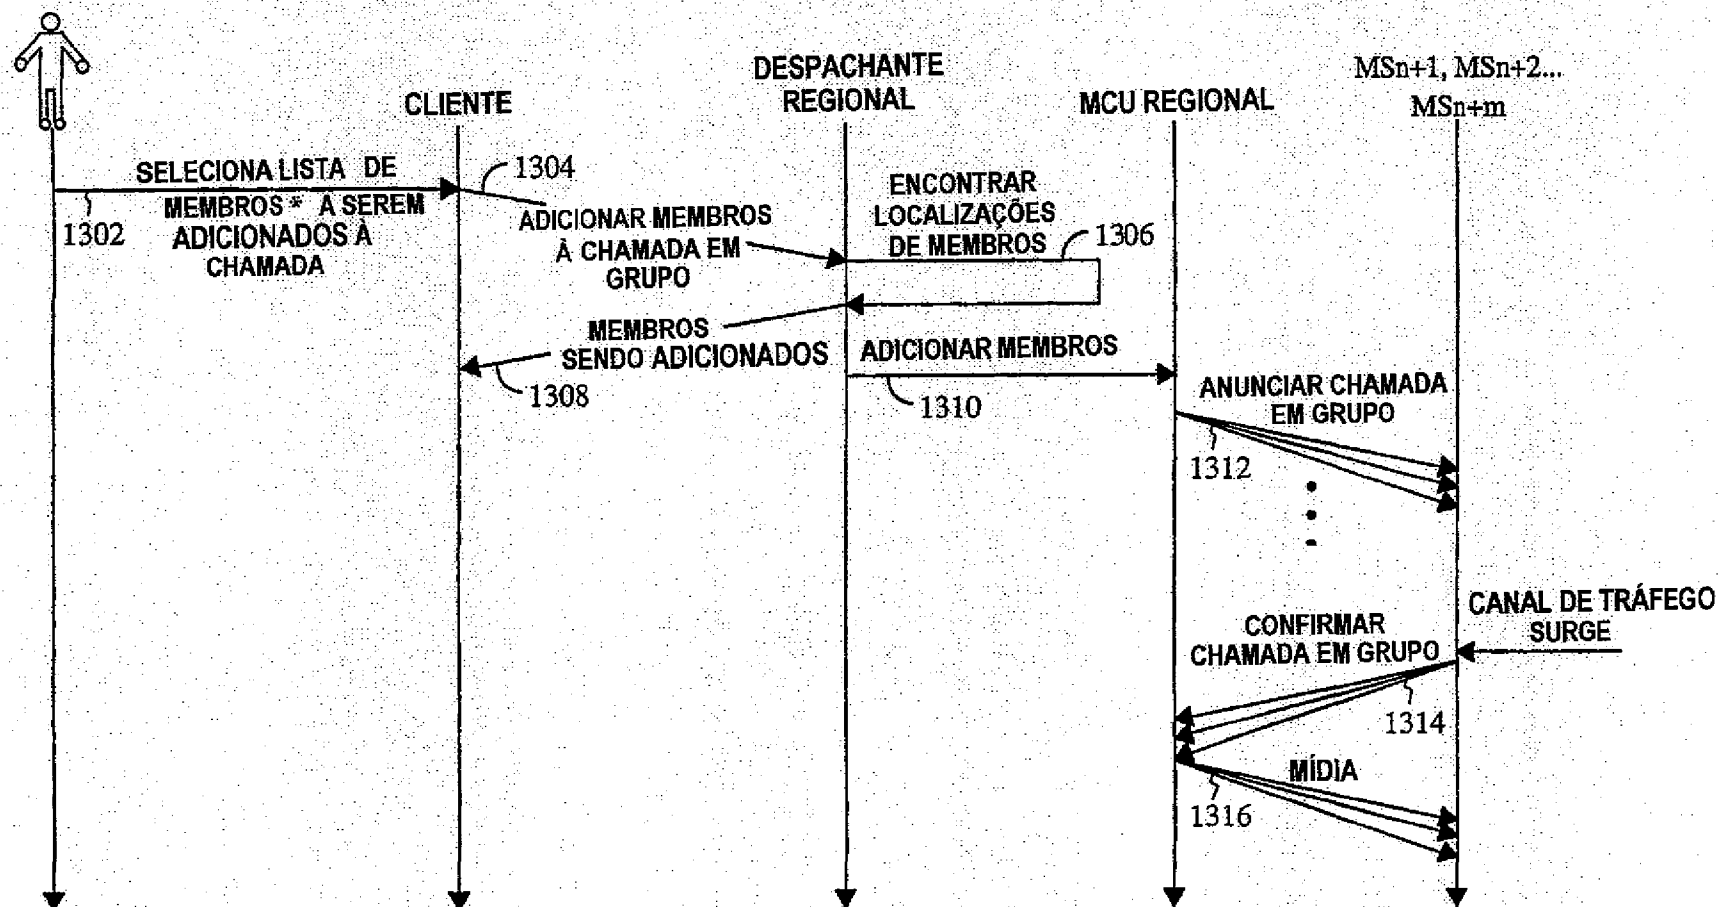 DESPACHANTE
REGIONAL
CLIENTE
MCU REGIONAL
MSn+1, MSn+2...
MSn+m
SELECIONA LISTA DE
MEMBROS * A SEREM
ADICIONADOS À
CHAMADA
1302
1304
ADICIONAR MEMBROS
À CHAMADA EM
GRUPO
ENCONTRAR
LOCALIZAÇÕES
DE MEMBROS
1306
MEMBROS
SENDO ADICIONADOS
1308
ADICIONAR MEMBROS
1310
ANUNCIAR CHAMADA
EM GRUPO
1312
CANAL DE TRÁFEGO
SURGE
CONFIRMAR
CHAMADA EM GRUPO
1314
MÍDIA
1316